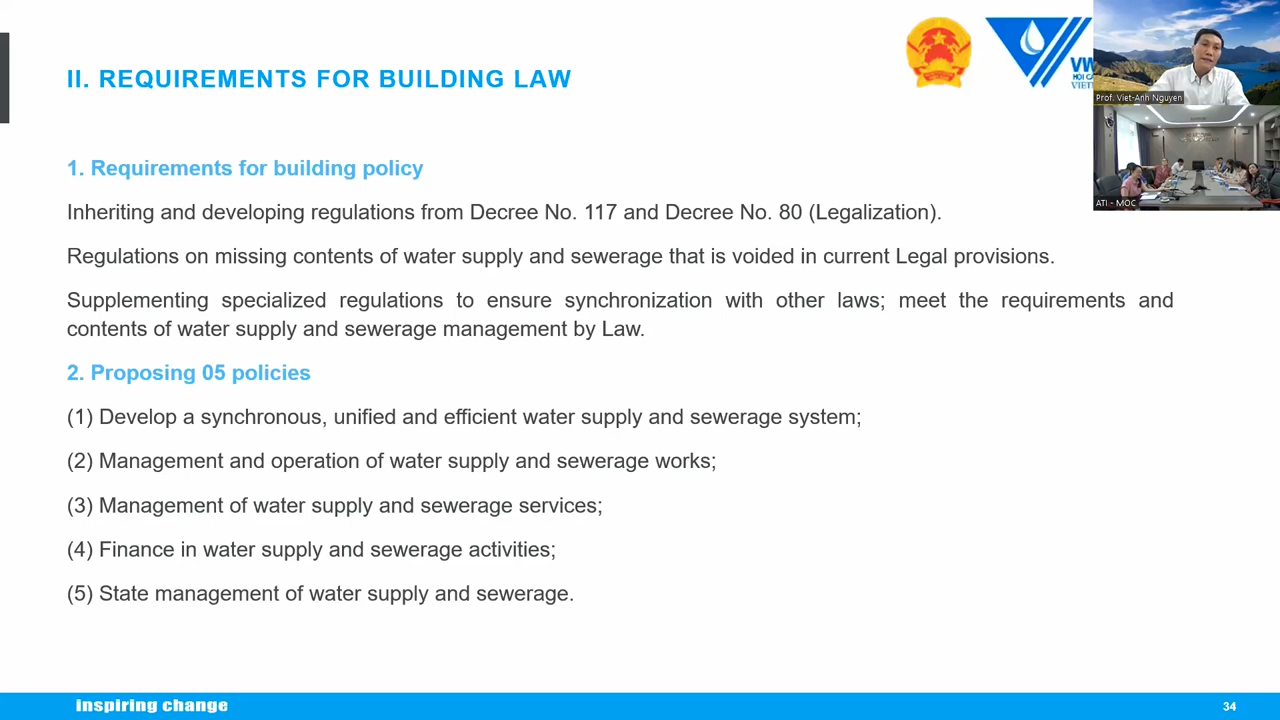 II. REQUIREMENTS FOR BUILDING LAW
VW
HỘI CẤ
VIET
Prof. Viet-Anh Nguyen
ATI - MOC
1. Requirements for building policy
Inheriting and developing regulations from Decree No. 117 and Decree No. 80 (Legalization).
Regulations on missing contents of water supply and sewerage that is voided in current Legal provisions.
Supplementing specialized regulations to ensure synchronization with other laws; meet the requirements and
contents of water supply and sewerage management by Law.
2. Proposing 05 policies
(1) Develop a synchronous, unified and efficient water supply and sewerage system;
(2) Management and operation of water supply and sewerage works;
(3) Management of water supply and sewerage services;
(4) Finance in water supply and sewerage activities;
(5) State management of water supply and sewerage.
inspiring change
34